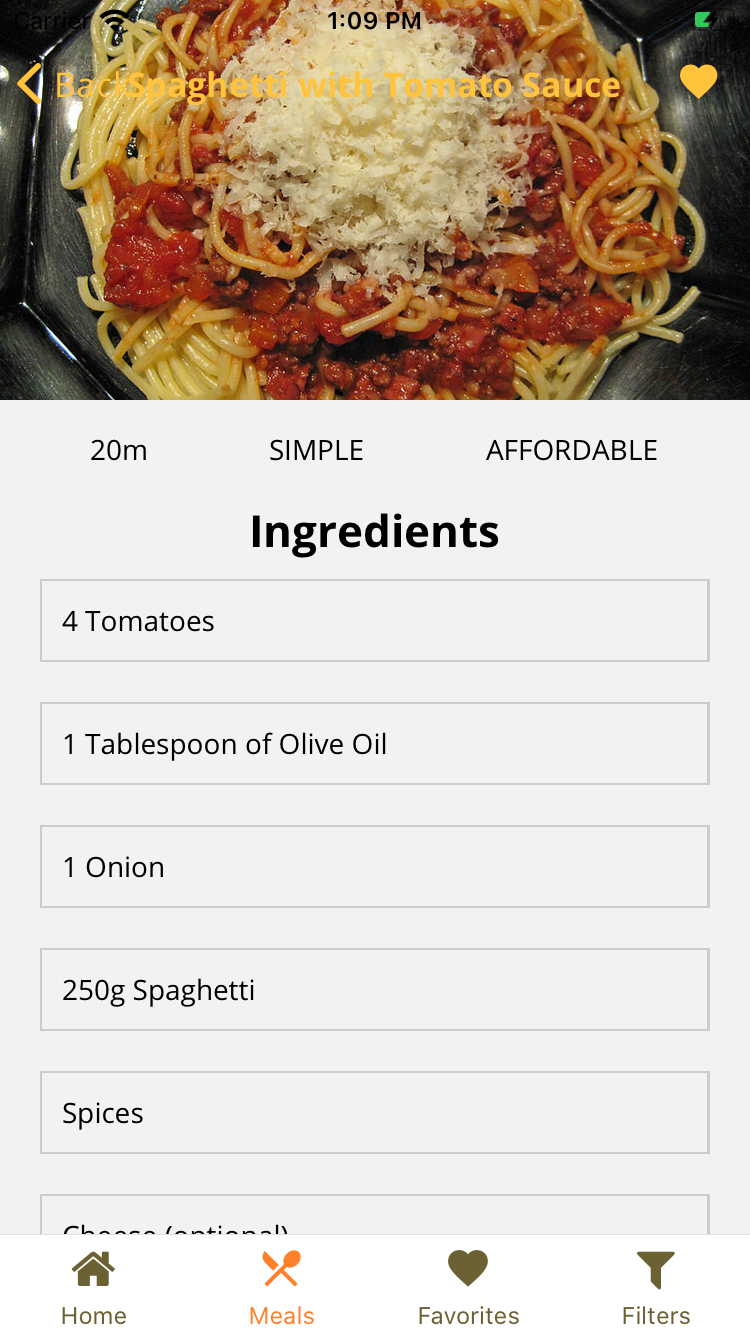 Carrier 1:09 PM
Back Spaghetti with Tomato Sauce
20m SIMPLE AFFORDABLE
Ingredients
4 Tomatoes
1 Tablespoon of Olive Oil
1 Onion
250g Spaghetti
Spices
Cheese (optional)
Home Meals Favorites Filters